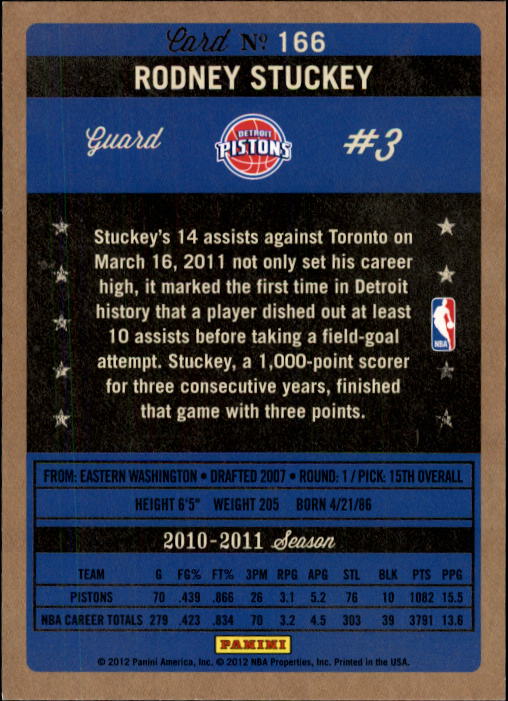 Card Nº 166
RODNEY STUCKEY
Guard
DETROIT
PISTONS
#3
Stuckey's 14 assists against Toronto on
March 16, 2011 not only set his career
high, it marked the first time in Detroit
history that a player dished out at least
10 assists before taking a field-goal
attempt. Stuckey, a 1,000-point scorer
for three consecutive years, finished
that game with three points.
NBA
FROM: EASTERN WASHINGTON • DRAFTED 2007 • ROUND: 1 / PICK: 15TH OVERALL
HEIGHT 6'5" WEIGHT 205 BORN 4/21/86
2010-2011 Season
TEAM G FG% FT% 3PM RPG APG STL BLK PTS PPG
PISTONS 70 .439 .866 26 3.1 5.2 76 10 1082 15.5
NBA CAREER TOTALS 279 .423 .834 70 3.2 4.5 303 39 3791 13.6
PANINI
© 2012 Panini America, Inc. © 2012 NBA Properties, Inc. Printed in the USA.